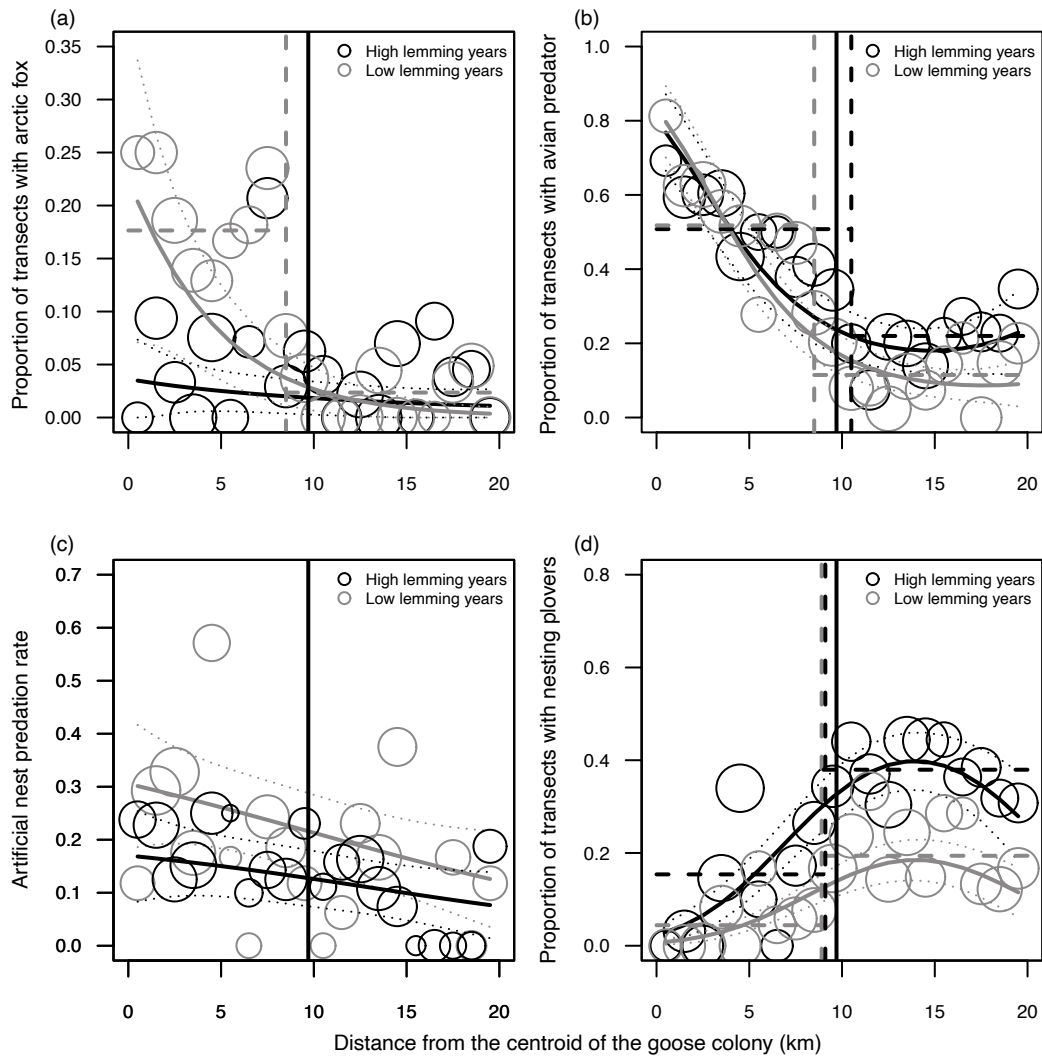 (a)
High lemming years
Low lemming years
Proportion of transects with arctic fox
0.35
0.30
0.25
0.20
0.15
0.10
0.05
0.00
0 5 10 15 20
(b)
High lemming years
Low lemming years
Proportion of transects with avian predator
1.0
0.8
0.6
0.4
0.2
0.0
0 5 10 15 20
(c)
High lemming years
Low lemming years
Artificial nest predation rate
0.7
0.6
0.5
0.4
0.3
0.2
0.1
0.0
0 5 10 15 20
(d)
High lemming years
Low lemming years
Proportion of transects with nesting plovers
0.8
0.6
0.4
0.2
0.0
0 5 10 15 20
Distance from the centroid of the goose colony (km)